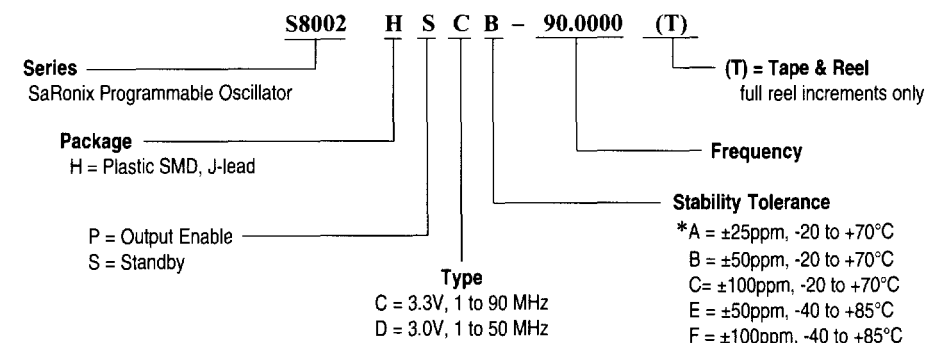 S8002 H S C B – 90.0000 (T)
Series
SaRonix Programmable Oscillator
Package
H = Plastic SMD, J-lead
P = Output Enable
S = Standby
Type
C = 3.3V, 1 to 90 MHz
D = 3.0V, 1 to 50 MHz
(T) = Tape & Reel
full reel increments only
Frequency
Stability Tolerance
*A = ±25ppm, -20 to +70°C
B = ±50ppm, -20 to +70°C
C= ±100ppm, -20 to +70°C
E = ±50ppm, -40 to +85°C
F = ±100ppm, -40 to +85°C